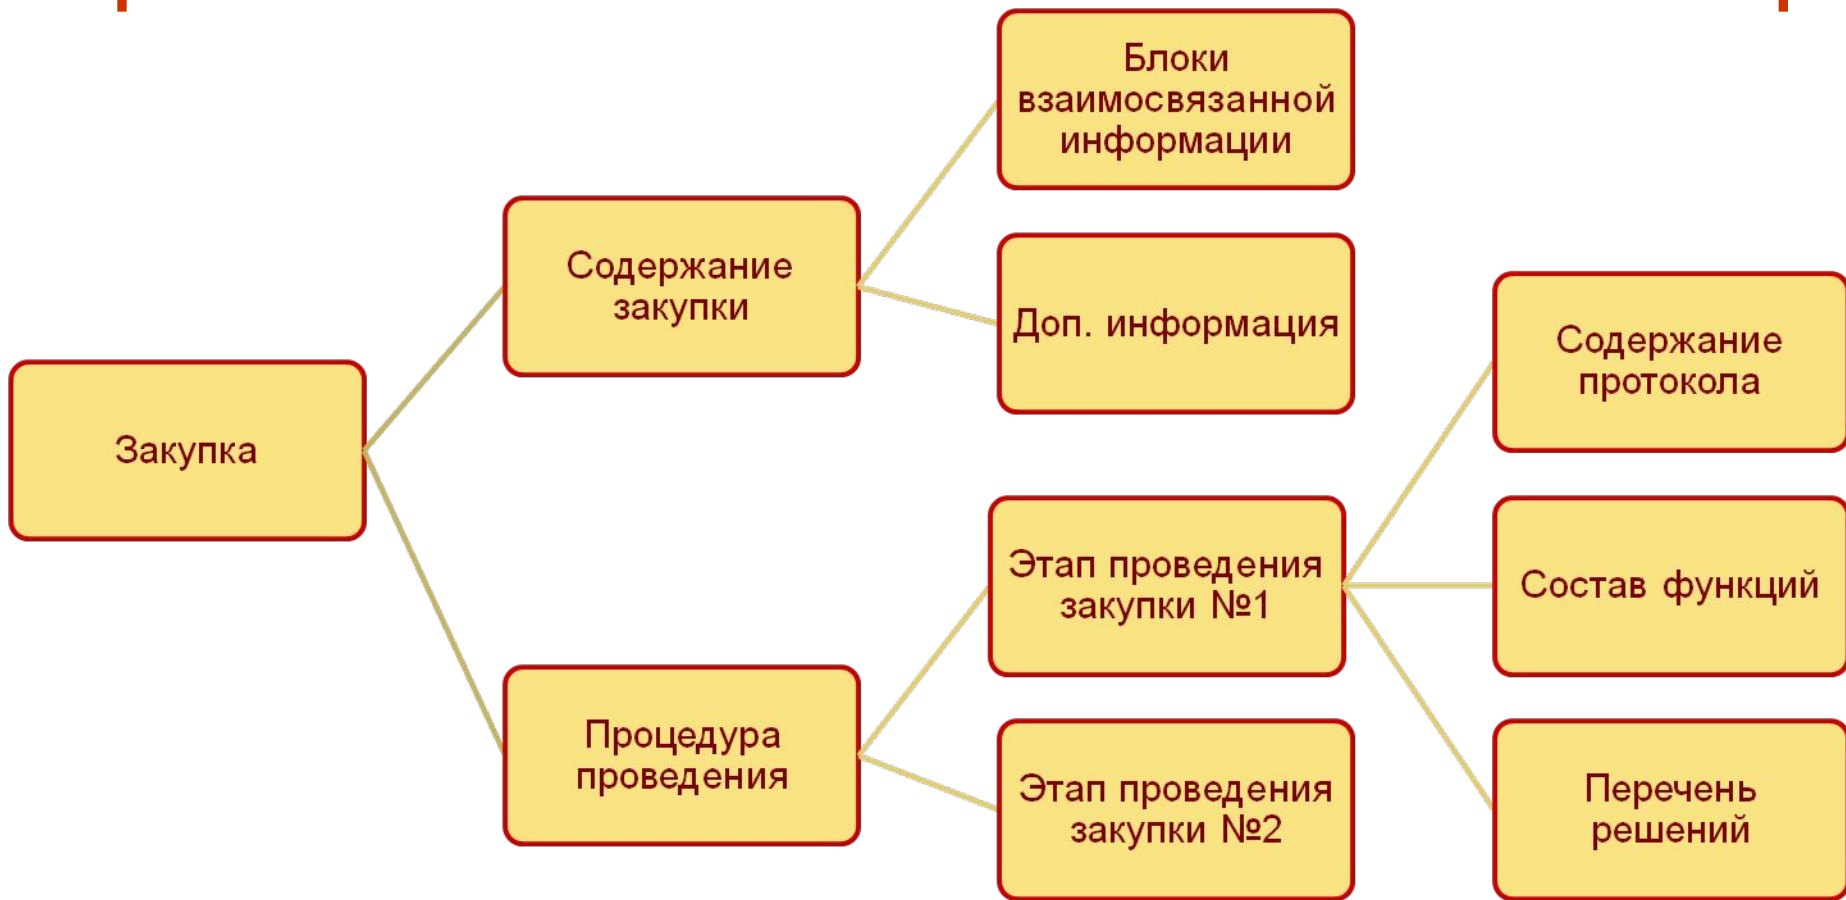 Блоки
взаимосвязанной
информации
Содержание
закупки
Доп. информация
Содержание
протокола
Закупка
Этап проведения
закупки №1
Состав функций
Процедура
проведения
Этап проведения
закупки №2
Перечень
решений